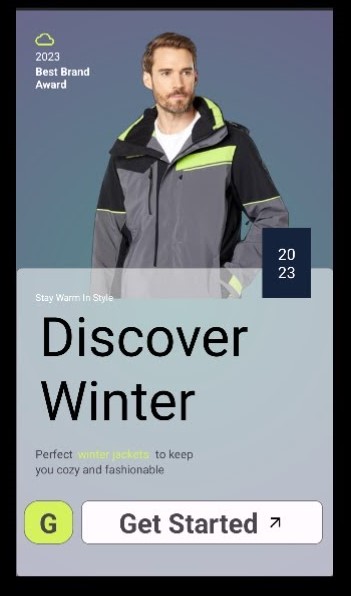 2023
Best Brand
Award
20
23
Stay Warm In Style
Discover
Winter
Perfect winter jackets to keep
you cozy and fashionable
G
Get Started